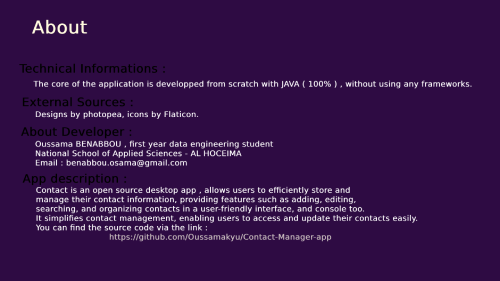 About
Technical Informations :
The core of the application is developped from scratch with JAVA ( 100% ) , without using any frameworks.
External Sources :
Designs by photopea, icons by Flaticon.
About Developer :
Oussama BENABBOU , first year data engineering student
National School of Applied Sciences - AL HOCEIMA
Email : benabbou.osama@gmail.com
App description :
Contact is an open source desktop app , allows users to efficiently store and
manage their contact information, providing features such as adding, editing,
searching, and organizing contacts in a user-friendly interface, and console too.
It simplifies contact management, enabling users to access and update their contacts easily.
You can find the source code via the link :
https://github.com/Oussamakyu/Contact-Manager-app